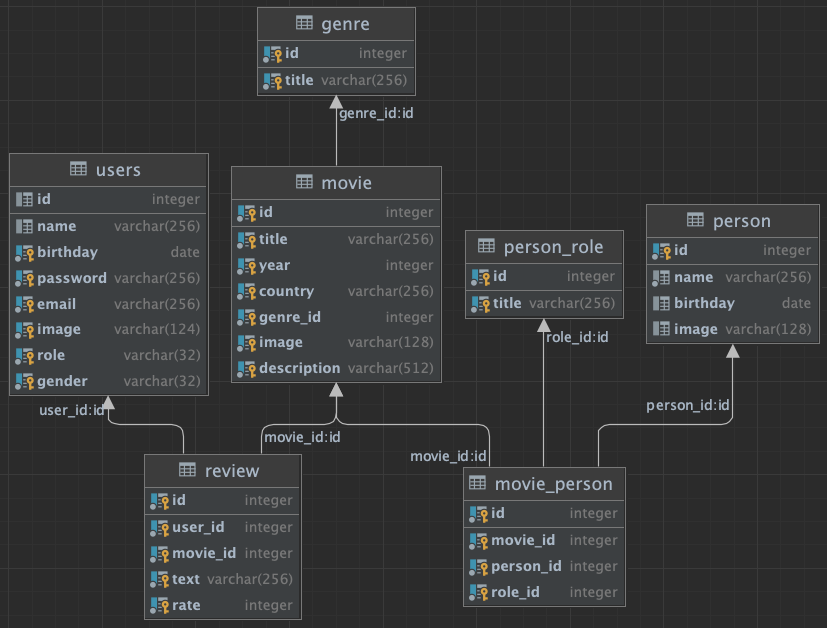 genre
id integer
title varchar(256)
genre_id:id
users
id integer
name varchar(256)
birthday date
password varchar(256)
email varchar(256)
image varchar(124)
role varchar(32)
gender varchar(32)
movie
id integer
title varchar(256)
year integer
country varchar(256)
genre_id integer
image varchar(128)
description varchar(512)
person_role
id integer
title varchar(256)
person
id integer
name varchar(256)
birthday date
image varchar(128)
role_id:id
user_id:id
movie_id:id
movie_id:id
person_id:id
review
id integer
user_id integer
movie_id integer
text varchar(256)
rate integer
movie_person
id integer
movie_id integer
person_id integer
role_id integer